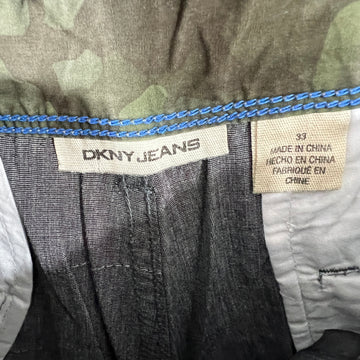 DKNY JEANS
33
MADE IN CHINA
HECHO EN CHINA
FABRIQUÉ EN
CHINE